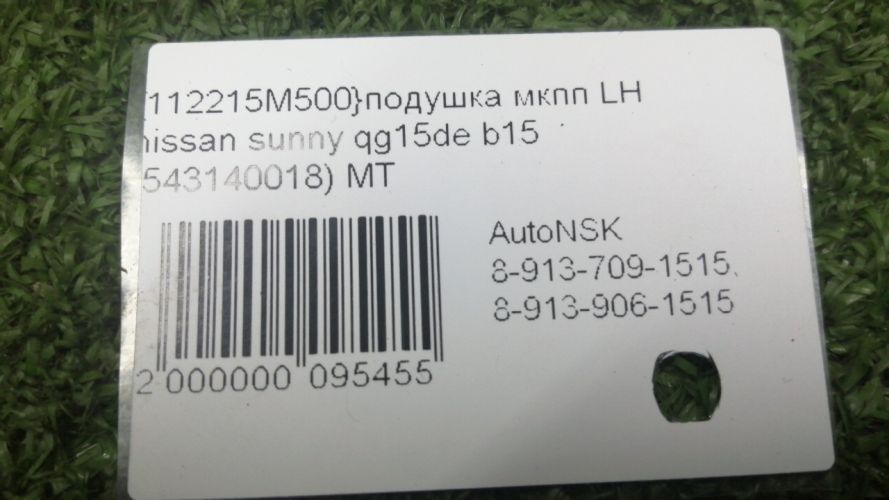 {112215M500}подушка мкпп LH
nissan sunny qg15de b15
543140018) MT
AutoNSK
8-913-709-1515,
8-913-906-1515
2 000000 095455